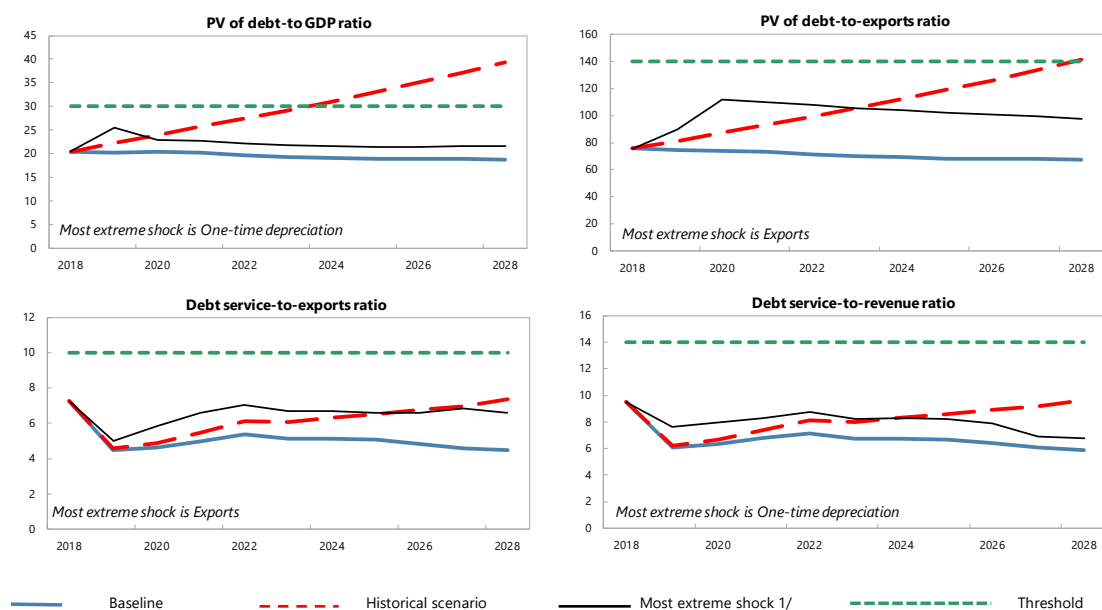 PV of debt-to GDP ratio
45
40
35
30
25
20
15
10
5
0
Most extreme shock is One-time depreciation
2018 2020 2022 2024 2026 2028
PV of debt-to-exports ratio
160
140
120
100
80
60
40
20
0
Most extreme shock is Exports
2018 2020 2022 2024 2026 2028
Debt service-to-exports ratio
12
10
8
6
4
2
0
Most extreme shock is Exports
2018 2020 2022 2024 2026 2028
Debt service-to-revenue ratio
16
14
12
10
8
6
4
2
0
Most extreme shock is One-time depreciation
2018 2020 2022 2024 2026 2028
Baseline Historical scenario Most extreme shock 1/ Threshold